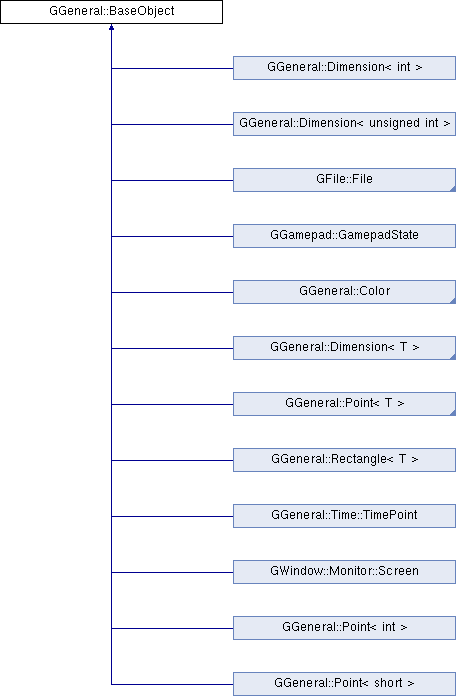 GGeneral::BaseObject
GGeneral::Dimension< int >
GGeneral::Dimension< unsigned int >
GFile::File
GGamepad::GamepadState
GGeneral::Color
GGeneral::Dimension< T >
GGeneral::Point< T >
GGeneral::Rectangle< T >
GGeneral::Time::TimePoint
GWindow::Monitor::Screen
GGeneral::Point< int >
GGeneral::Point< short >